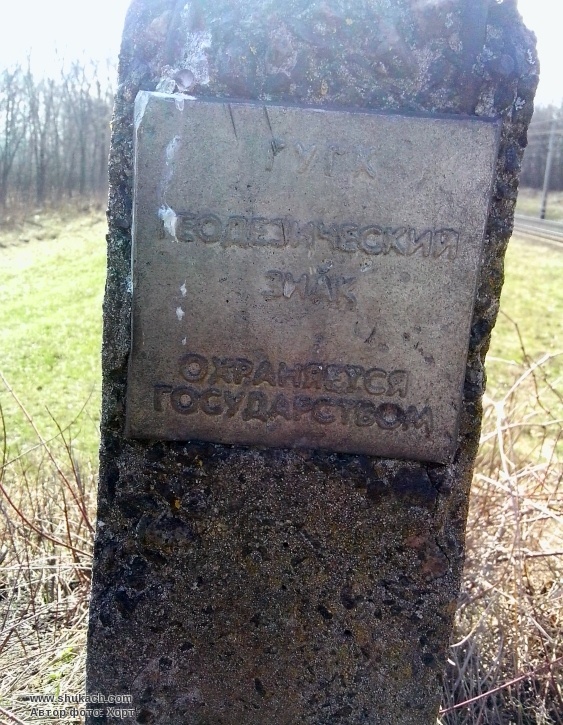 ГУГК
ГЕОДЕЗИЧЕСКИЙ
ЗНАК
ОХРАНЯЕТСЯ
ГОСУДАРСТВОМ
www.shukach.com
Автор фото: Хорт